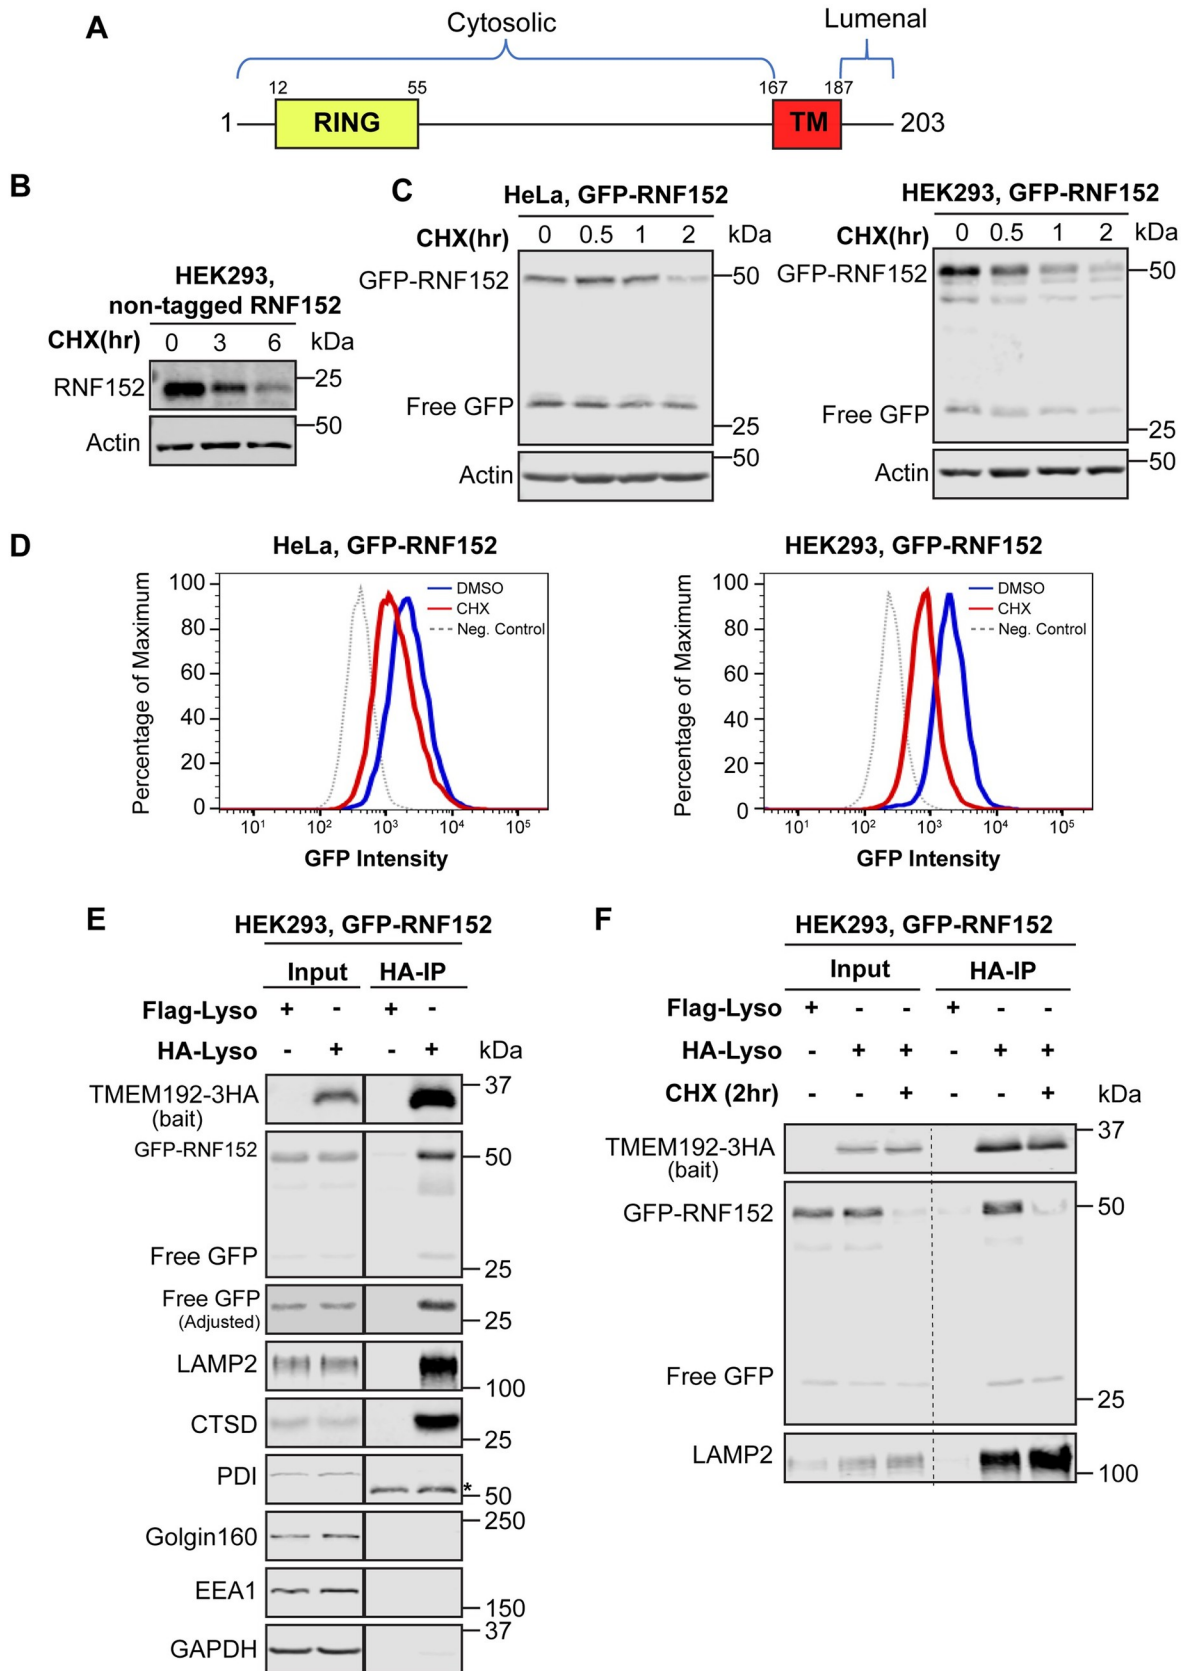 A
Cytosolic
Lumenal
12 55 167 187
1 RING TM 203
B
HEK293,
non-tagged RNF152
CHX(hr) 0 3 6 kDa
RNF152 25
Actin 50
C
HeLa, GFP-RNF152
CHX(hr) 0 0.5 1 2 kDa
GFP-RNF152 50
Free GFP 25
Actin 50
HEK293, GFP-RNF152
CHX(hr) 0 0.5 1 2 kDa
GFP-RNF152 50
Free GFP 25
Actin 50
D
HeLa, GFP-RNF152
Percentage of Maximum
100
80
60
40
20
0
DMSO
CHX
Neg. Control
10¹ 10² 10³ 10⁴ 10⁵
GFP Intensity
HEK293, GFP-RNF152
Percentage of Maximum
100
80
60
40
20
0
DMSO
CHX
Neg. Control
10¹ 10² 10³ 10⁴ 10⁵
GFP Intensity
E
HEK293, GFP-RNF152
Input HA-IP
Flag-Lyso + - + -
HA-Lyso - + - + kDa
TMEM192-3HA 37
(bait)
GFP-RNF152 50
Free GFP 25
Free GFP
(Adjusted) 25
LAMP2 100
CTSD 25
PDI * 50
Golgin160 250
EEA1 150
GAPDH 37
F
HEK293, GFP-RNF152
Input HA-IP
Flag-Lyso + - - + - -
HA-Lyso - + + - + +
CHX (2hr) - - + - - + kDa
TMEM192-3HA 37
(bait)
GFP-RNF152 50
Free GFP 25
LAMP2 100